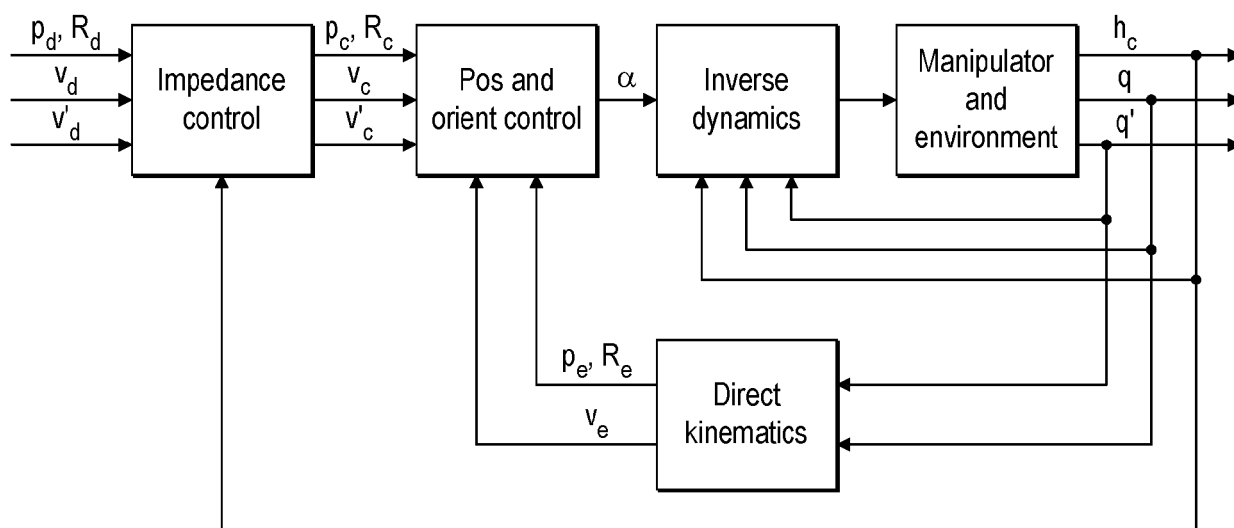 p_d, R_d
v_d
v'_d
Impedance
control
p_c, R_c
v_c
v'_c
Pos and
orient control
α
Inverse
dynamics
Manipulator
and
environment
h_c
q
q'
p_e, R_e
v_e
Direct
kinematics